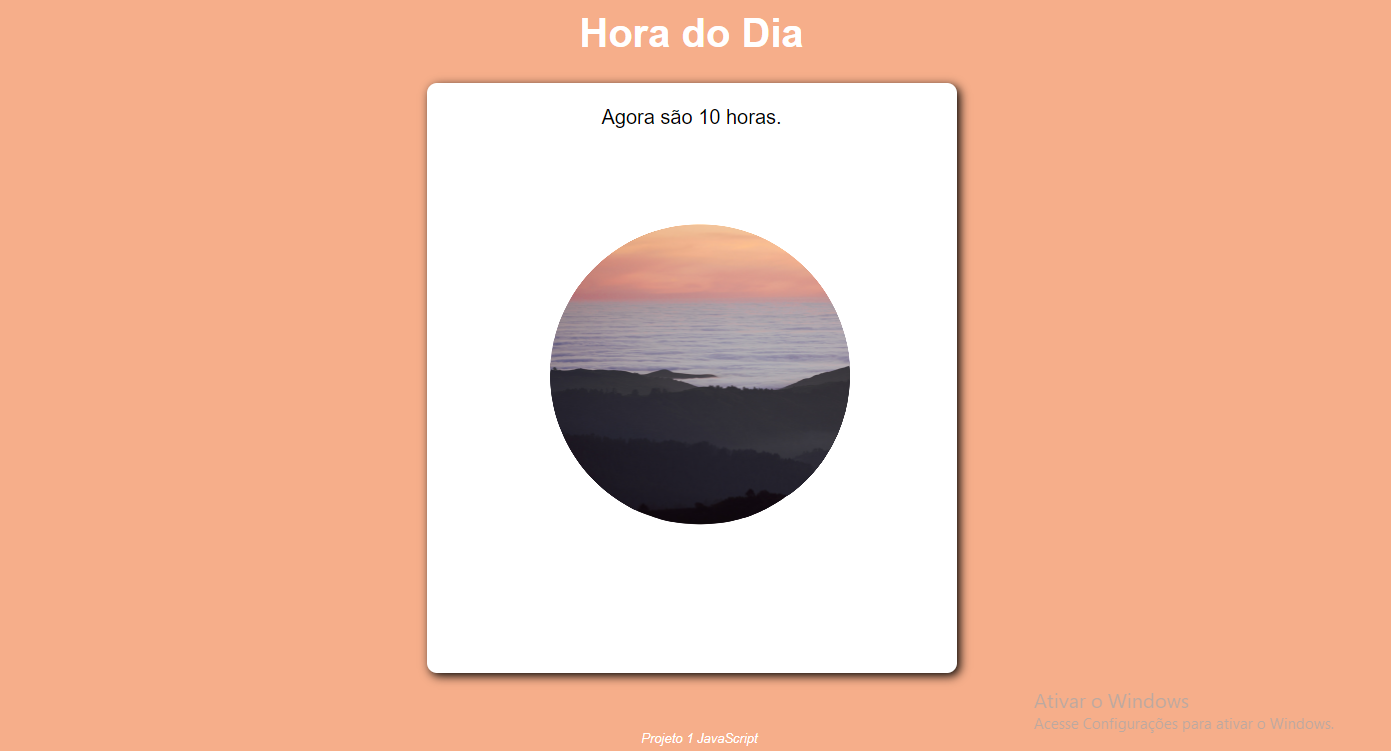 Hora do Dia
Agora são 10 horas.
Ativar o Windows
Acesse Configurações para ativar o Windows.
Projeto 1 JavaScript